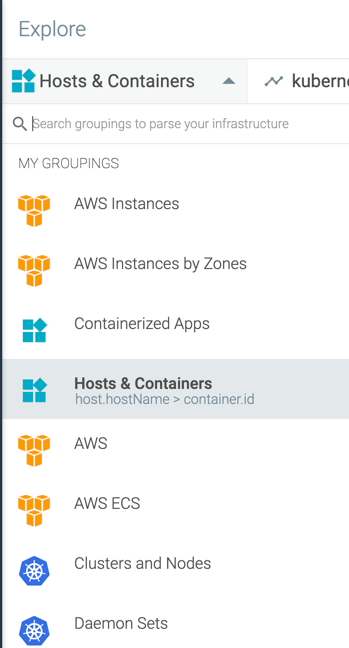 Explore
Hosts & Containers
Search groupings to parse your infrastructure
MY GROUPINGS
AWS Instances
AWS Instances by Zones
Containerized Apps
Hosts & Containers
host.hostName > container.id
AWS
AWS ECS
Clusters and Nodes
Daemon Sets